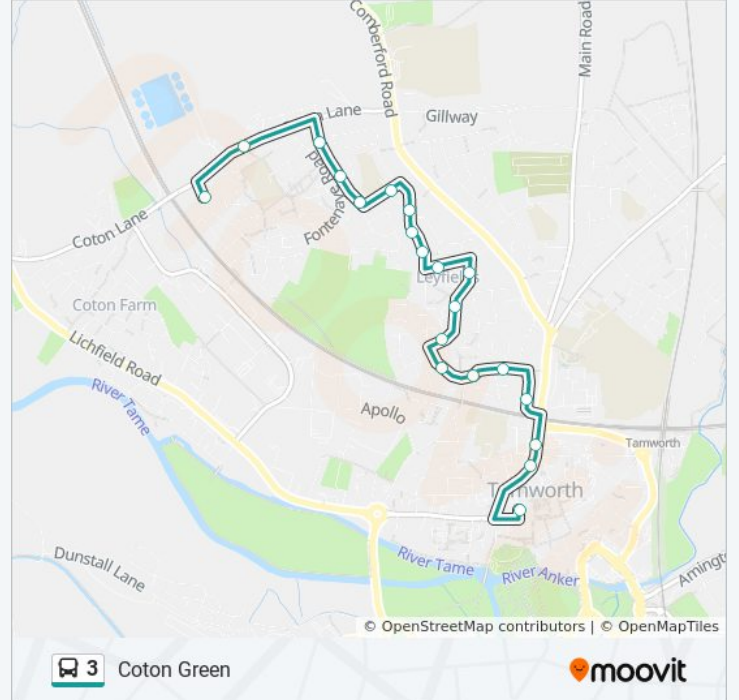 Comberford Road
Main Road
Lane
Gillway
Fontenaye Road
Coton Lane
Leyfields
Coton Farm
Lichfield Road
River Tame
Apollo
Tamworth
Tamworth
Dunstall Lane
River Tame
River Anker
Amingt
© OpenStreetMap contributors | © OpenMapTiles
3 Coton Green
moovit